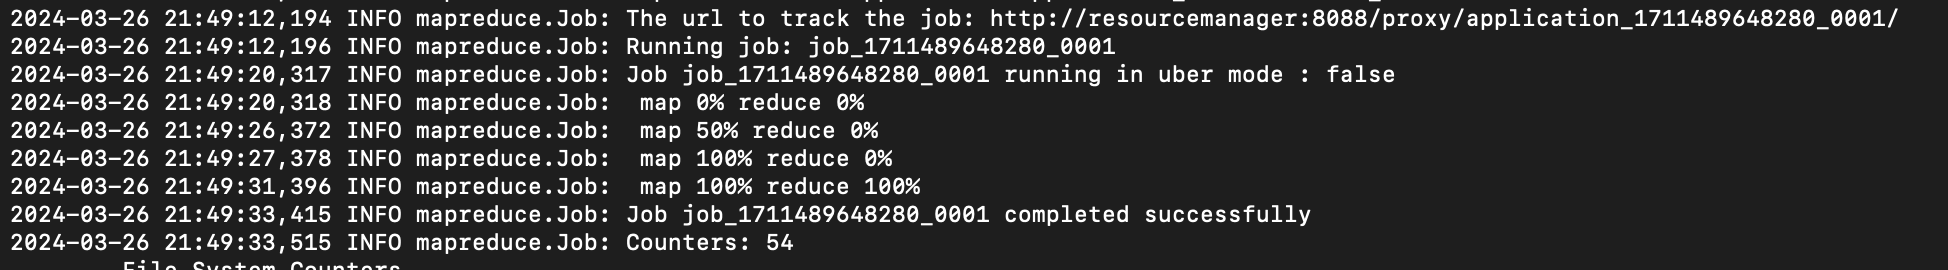 2024-03-26 21:49:12,194 INFO mapreduce.Job: The url to track the job: http://resourcemanager:8088/proxy/application_1711489648280_0001/
2024-03-26 21:49:12,196 INFO mapreduce.Job: Running job: job_1711489648280_0001
2024-03-26 21:49:20,317 INFO mapreduce.Job: Job job_1711489648280_0001 running in uber mode : false
2024-03-26 21:49:20,318 INFO mapreduce.Job:  map 0% reduce 0%
2024-03-26 21:49:26,372 INFO mapreduce.Job:  map 50% reduce 0%
2024-03-26 21:49:27,378 INFO mapreduce.Job:  map 100% reduce 0%
2024-03-26 21:49:31,396 INFO mapreduce.Job:  map 100% reduce 100%
2024-03-26 21:49:33,415 INFO mapreduce.Job: Job job_1711489648280_0001 completed successfully
2024-03-26 21:49:33,515 INFO mapreduce.Job: Counters: 54
File System Counters